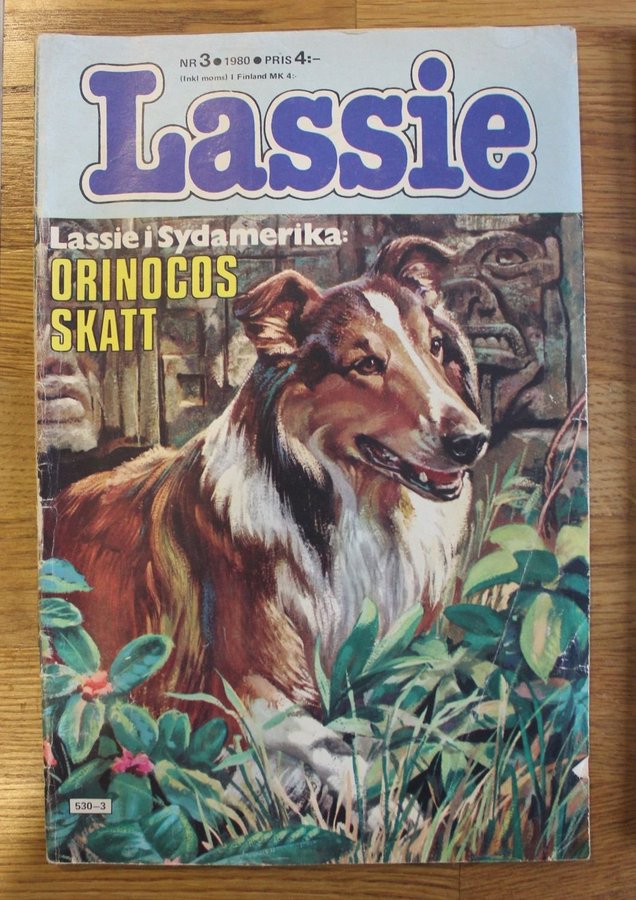 NR 3 ● 1980 ● PRIS 4:-
(Inkl moms) I Finland MK 4:-
Lassie
Lassie i Sydamerika:
ORINOCOS
SKATT
530-3